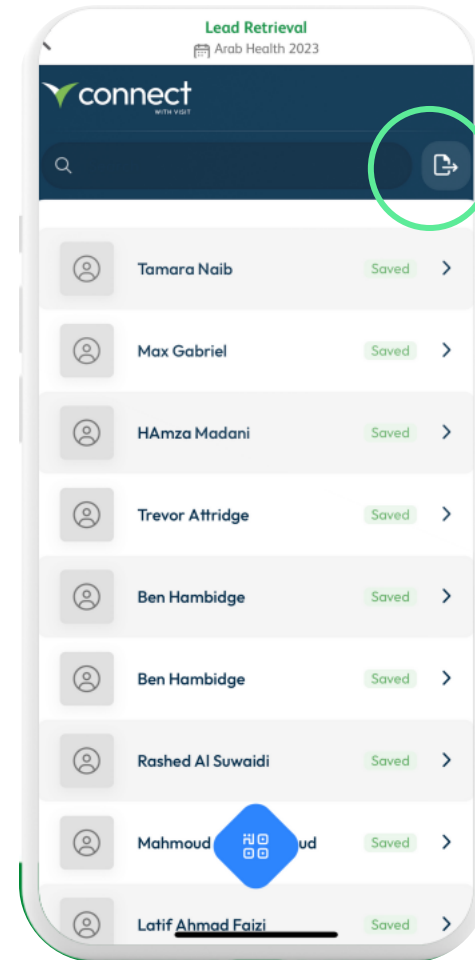 Lead Retrieval
Arab Health 2023
connect
WITH VISIT
Tamara Naib Saved
Max Gabriel Saved
HAmza Madani Saved
Trevor Attridge Saved
Ben Hambidge Saved
Ben Hambidge Saved
Rashed Al Suwaidi Saved
Mahmoud ud Saved
Latif Ahmad Faizi Saved